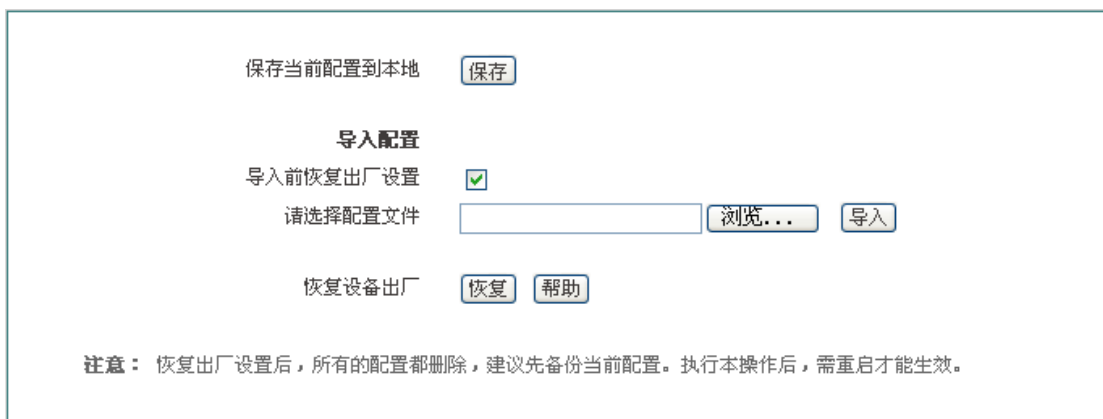 保存当前配置到本地 保存
导入配置
导入前恢复出厂设置
请选择配置文件 浏览... 导入
恢复设备出厂 恢复 帮助
注意： 恢复出厂设置后，所有的配置都删除，建议先备份当前配置。执行本操作后，需重启才能生效。